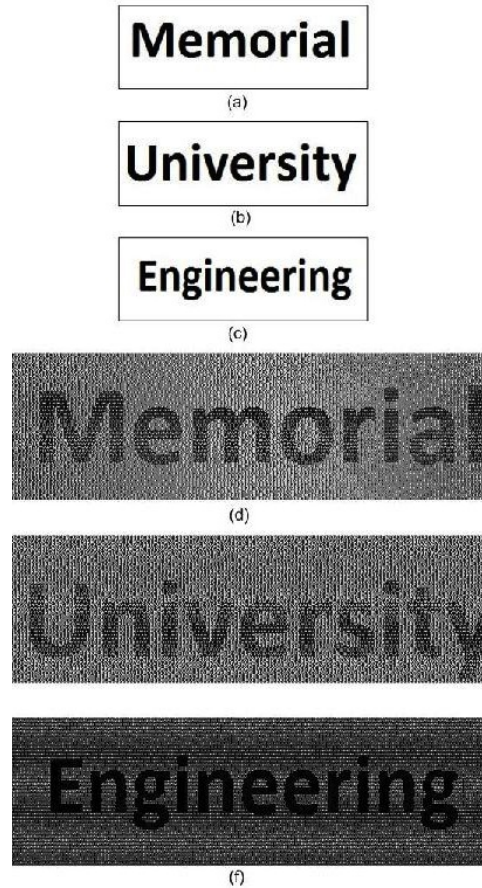 Memorial
(a)
University
(b)
Engineering
(c)
Memorial
(d)
University
Engineering
(f)